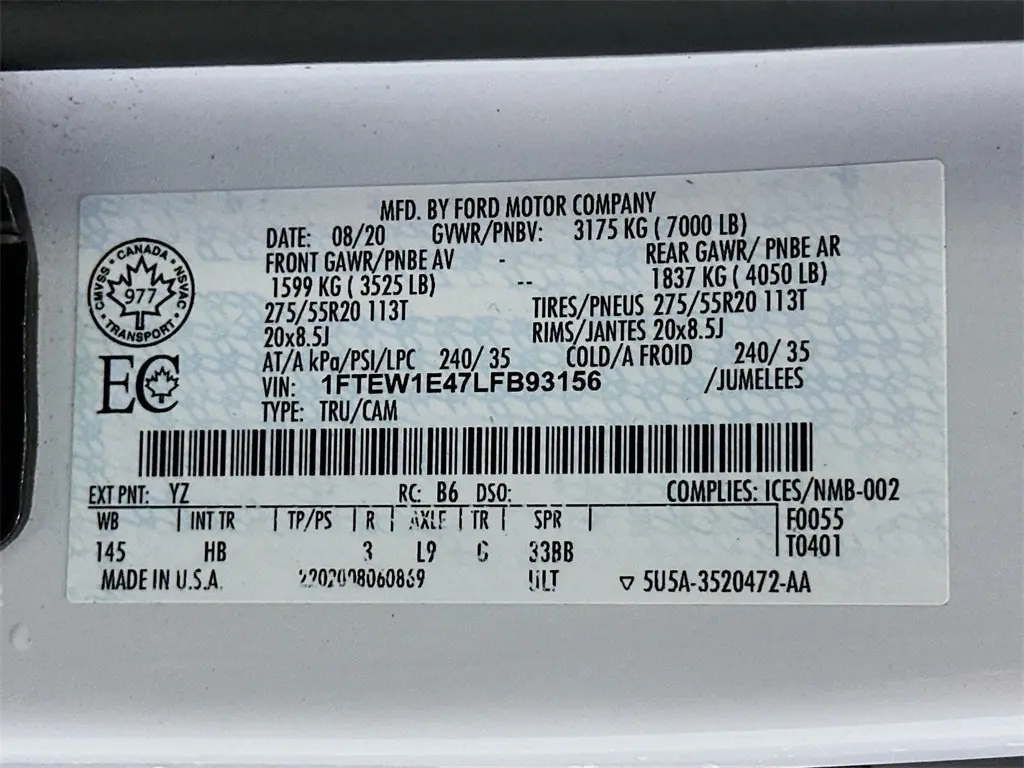 MFD. BY FORD MOTOR COMPANY
DATE: 08/20 GVWR/PNBV: 3175 KG ( 7000 LB)
FRONT GAWR/PNBE AV - REAR GAWR/ PNBE AR
1599 KG ( 3525 LB) -- 1837 KG ( 4050 LB)
275/55R20 113T TIRES/PNEUS 275/55R20 113T
20x8.5J RIMS/JANTES 20x8.5J
AT/A kPa/PSI/LPC 240/ 35 COLD/A FROID 240/ 35
VIN: 1FTEW1E47LFB93156 /JUMELEES
TYPE: TRU/CAM
CANADA
CMVSS NSVAC
977
TRANSPORT
EC
EXT PNT: YZ RC: B6 DSO: COMPLIES: ICES/NMB-002
WB | INT TR | TP/PS | R | AXLE | TR | SPR | F0055
145 HB 3 L9 33BB T0401
MADE IN U.S.A. 5U5A-3520472-AA